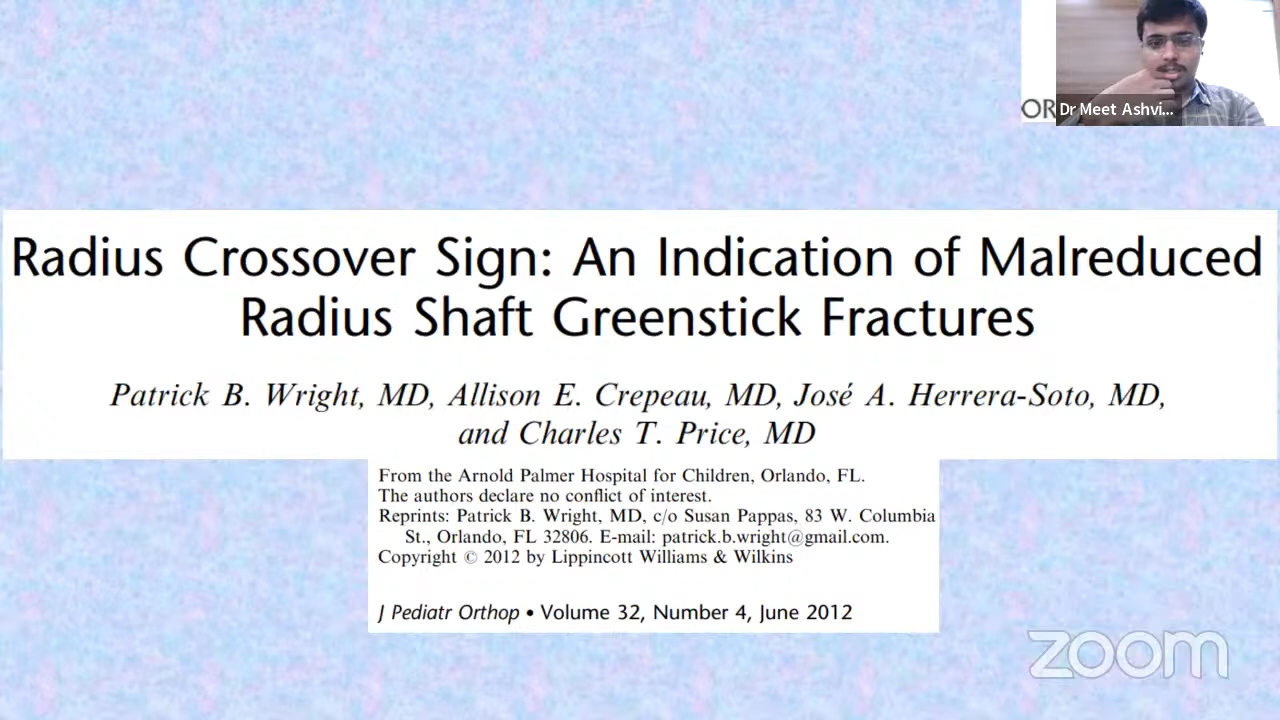 OR
Dr Meet Ashvi...
Radius Crossover Sign: An Indication of Malreduced
Radius Shaft Greenstick Fractures
Patrick B. Wright, MD, Allison E. Crepeau, MD, José A. Herrera-Soto, MD,
and Charles T. Price, MD
From the Arnold Palmer Hospital for Children, Orlando, FL.
The authors declare no conflict of interest.
Reprints: Patrick B. Wright, MD, c/o Susan Pappas, 83 W. Columbia
St., Orlando, FL 32806. E-mail: patrick.b.wright@gmail.com.
Copyright © 2012 by Lippincott Williams & Wilkins
J Pediatr Orthop • Volume 32, Number 4, June 2012
zoom